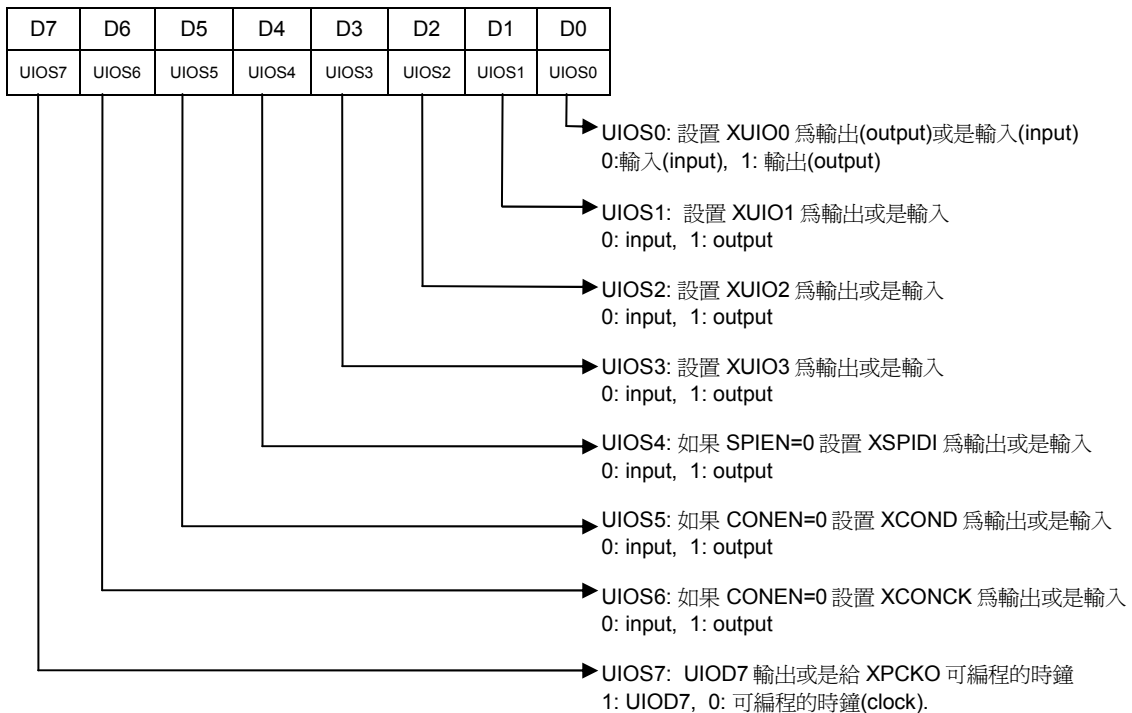 D7 D6 D5 D4 D3 D2 D1 D0
UIOS7 UIOS6 UIOS5 UIOS4 UIOS3 UIOS2 UIOS1 UIOS0
UIOS0: 設置 XUIO0 爲輸出(output)或是輸入(input)
0:輸入(input), 1: 輸出(output)
UIOS1: 設置 XUIO1 爲輸出或是輸入
0: input, 1: output
UIOS2: 設置 XUIO2 爲輸出或是輸入
0: input, 1: output
UIOS3: 設置 XUIO3 爲輸出或是輸入
0: input, 1: output
UIOS4: 如果 SPIEN=0 設置 XSPIDI 爲輸出或是輸入
0: input, 1: output
UIOS5: 如果 CONEN=0 設置 XCOND 爲輸出或是輸入
0: input, 1: output
UIOS6: 如果 CONEN=0 設置 XCONCK 爲輸出或是輸入
0: input, 1: output
UIOS7: UIOD7 輸出或是給 XPCKO 可編程的時鐘
1: UIOD7, 0: 可編程的時鐘(clock).